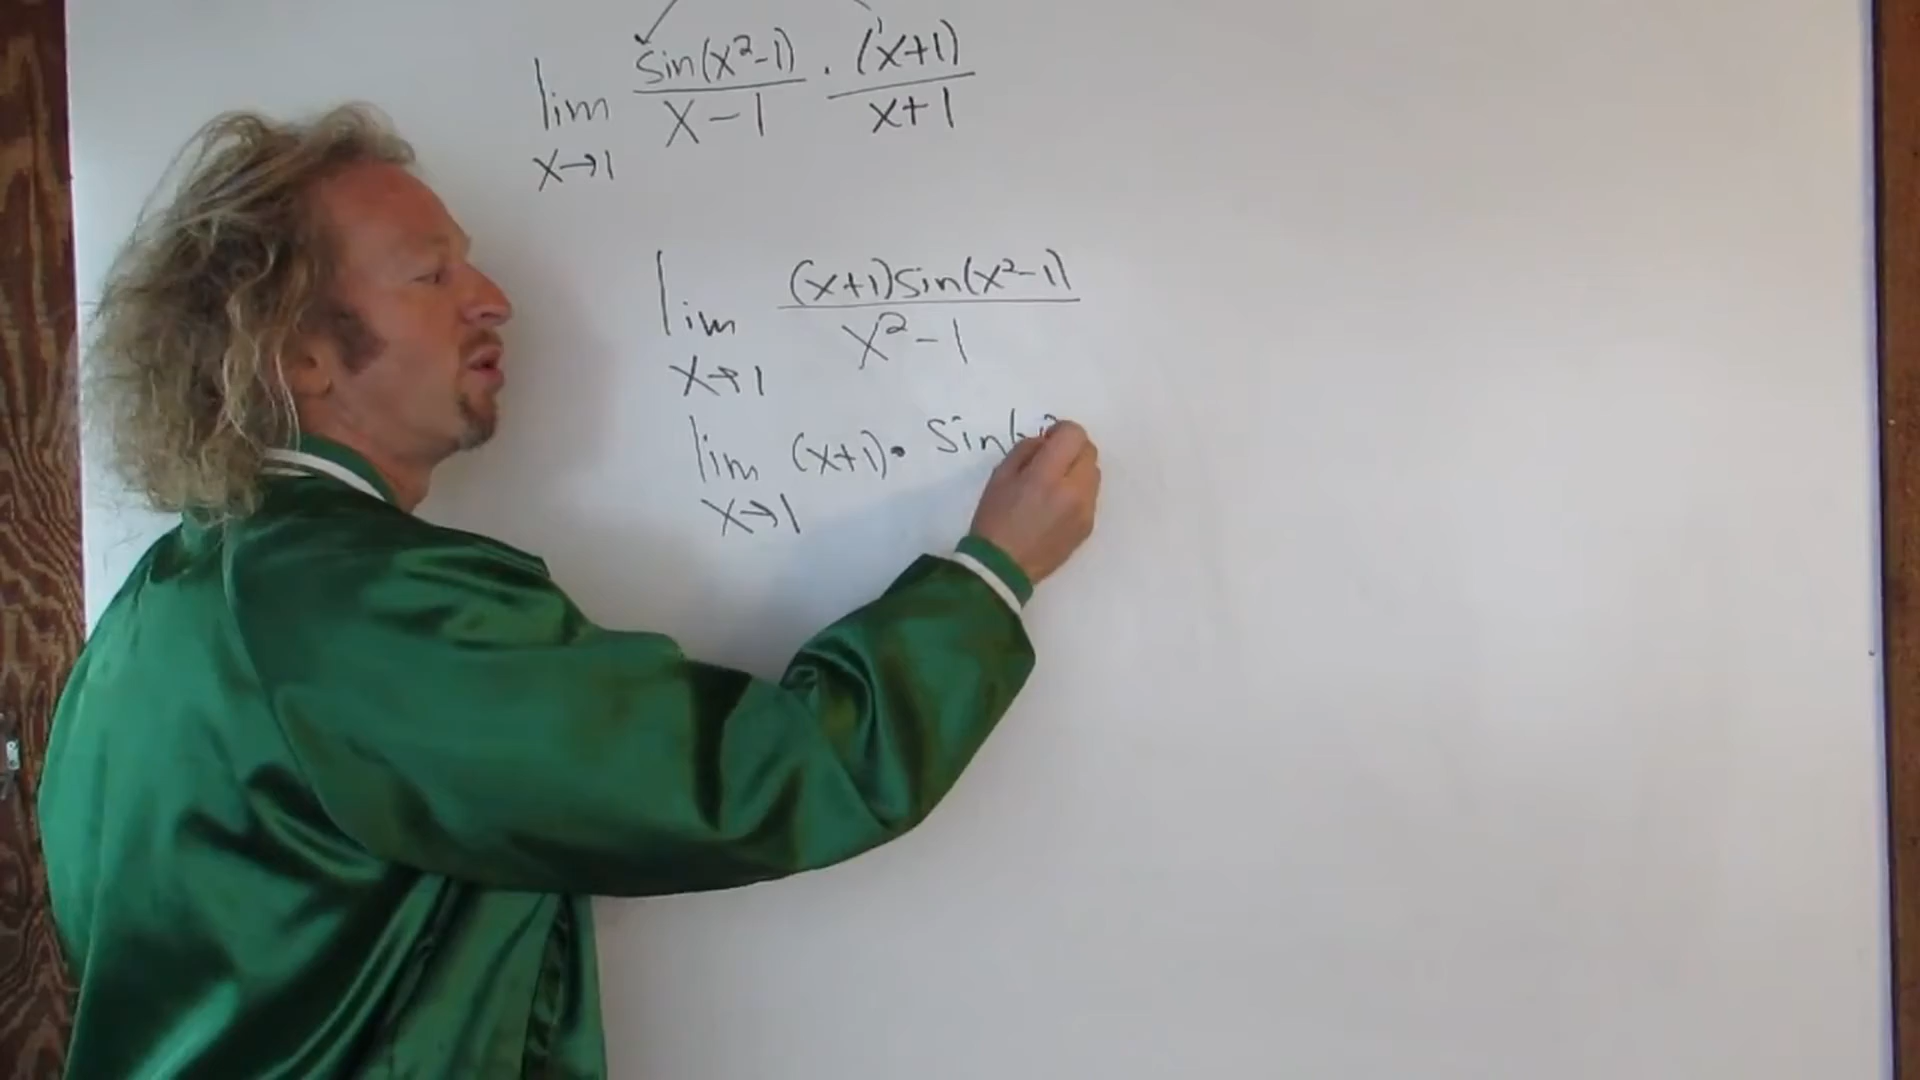 lim x→1 sin(x²-1)/x-1 · (x+1)/x+1
lim x→1 (x+1)sin(x²-1)/x²-1
lim x→1 (x+1)· sin(